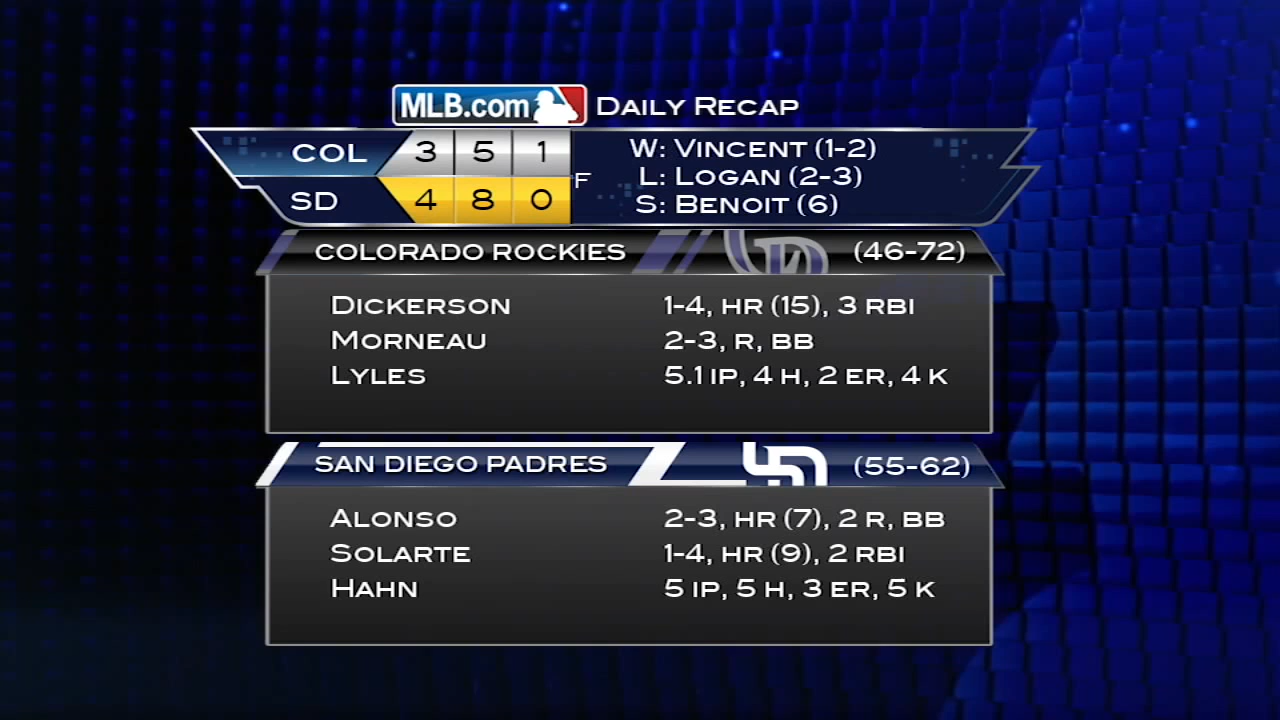 MLB.com DAILY RECAP
COL 3 5 1
SD 4 8 0
F
W: VINCENT (1-2)
L: LOGAN (2-3)
S: BENOIT (6)
COLORADO ROCKIES (46-72)
DICKERSON 1-4, HR (15), 3 RBI
MORNEAU 2-3, R, BB
LYLES 5.1 IP, 4 H, 2 ER, 4 K
SAN DIEGO PADRES (55-62)
ALONSO 2-3, HR (7), 2 R, BB
SOLARTE 1-4, HR (9), 2 RBI
HAHN 5 IP, 5 H, 3 ER, 5 K